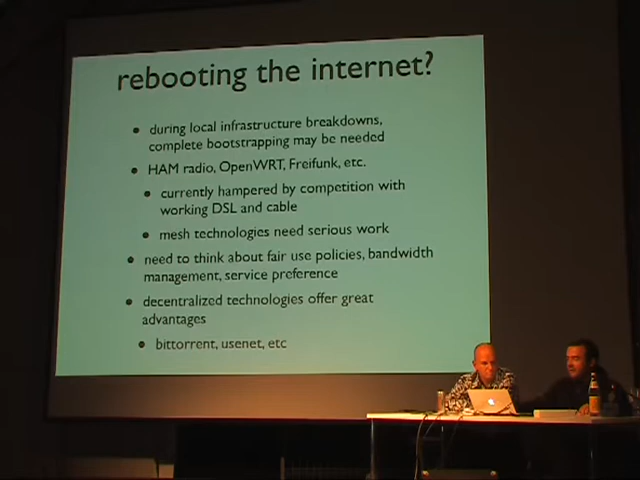 rebooting the internet?
• during local infrastructure breakdowns,
complete bootstrapping may be needed
• HAM radio, OpenWRT, Freifunk, etc.
• currently hampered by competition with
working DSL and cable
• mesh technologies need serious work
• need to think about fair use policies, bandwidth
management, service preference
• decentralized technologies offer great
advantages
• bittorrent, usenet, etc